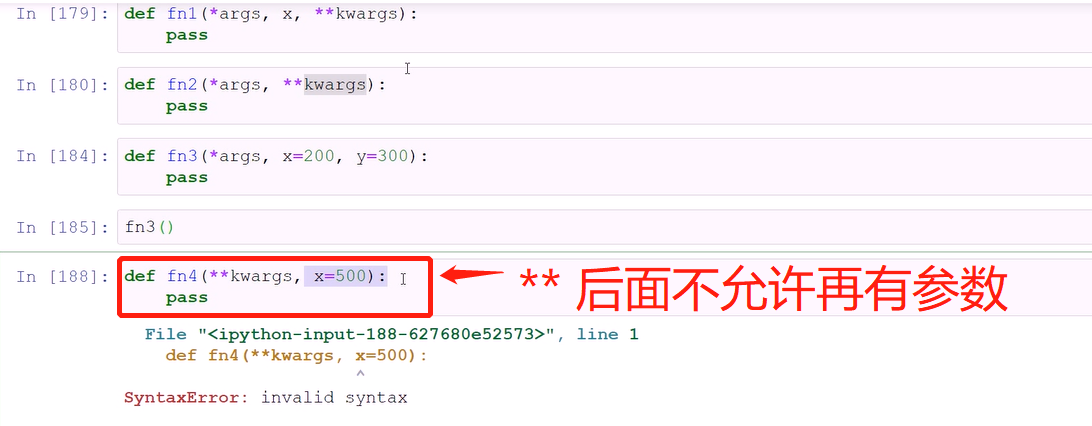 In [179]: def fn1(*args, x, **kwargs):
pass
In [180]: def fn2(*args, **kwargs):
pass
In [184]: def fn3(*args, x=200, y=300):
pass
In [185]: fn3()
In [188]: def fn4(**kwargs, x=500):
pass
** 后面不允许再有参数
File "<ipython-input-188-627680e52573>", line 1
def fn4(**kwargs, x=500):
^
SyntaxError: invalid syntax